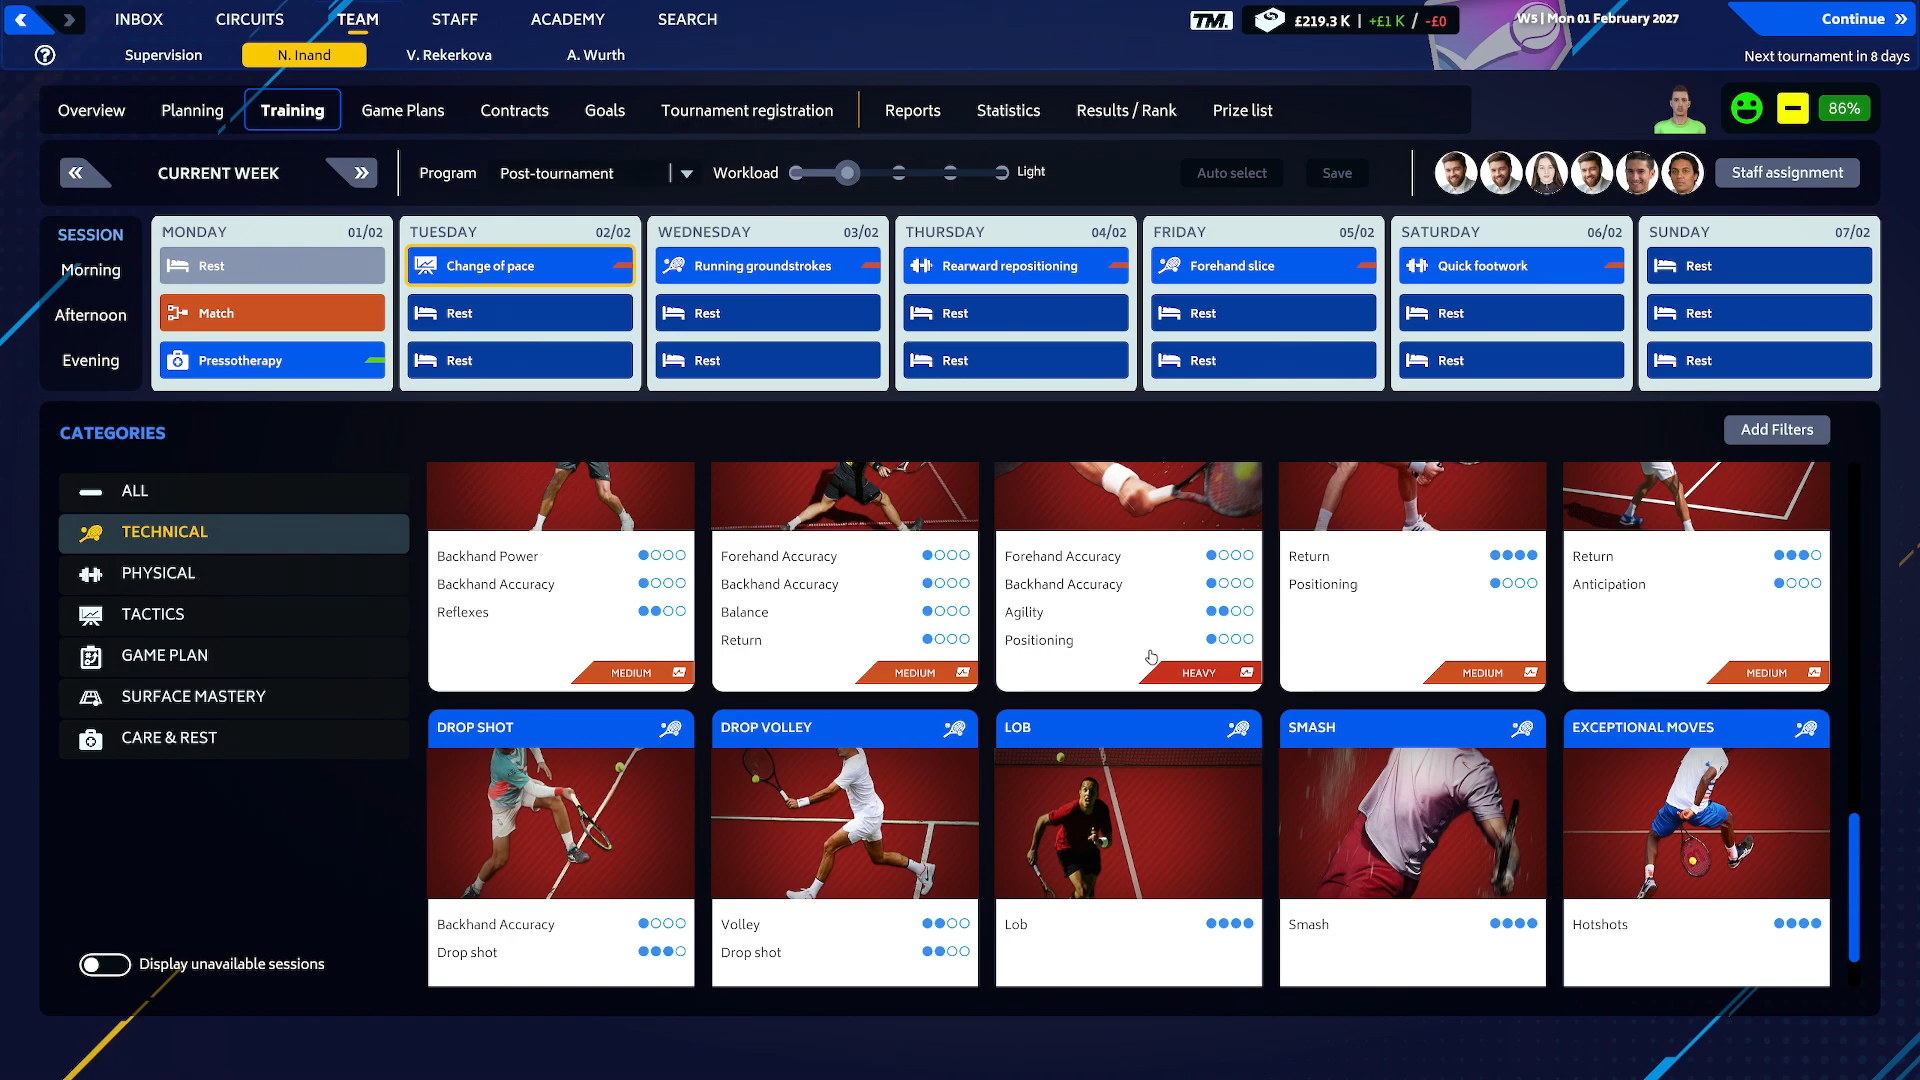 INBOX CIRCUITS TEAM STAFF ACADEMY SEARCH
TM. £219.3 K | +£1 K / -£0
W5 | Mon 01 February 2027
Continue
Supervision N. Inand V. Rekerkova A. Wurth
Next tournament in 8 days
Overview Planning Training Game Plans Contracts Goals Tournament registration Reports Statistics Results / Rank Prize list
86%
CURRENT WEEK
Program Post-tournament Workload Light
Auto select Save
Staff assignment
SESSION
Morning
Afternoon
Evening
MONDAY 01/02
Rest
Match
Pressotherapy
TUESDAY 02/02
Change of pace
Rest
Rest
WEDNESDAY 03/02
Running groundstrokes
Rest
Rest
THURSDAY 04/02
Rearward repositioning
Rest
Rest
FRIDAY 05/02
Forehand slice
Rest
Rest
SATURDAY 06/02
Quick footwork
Rest
Rest
SUNDAY 07/02
Rest
Rest
Rest
CATEGORIES
Add Filters
ALL
TECHNICAL
PHYSICAL
TACTICS
GAME PLAN
SURFACE MASTERY
CARE & REST
Display unavailable sessions
Backhand Power
Backhand Accuracy
Reflexes
MEDIUM
Forehand Accuracy
Backhand Accuracy
Balance
Return
MEDIUM
Forehand Accuracy
Backhand Accuracy
Agility
Positioning
HEAVY
Return
Positioning
MEDIUM
Return
Anticipation
MEDIUM
DROP SHOT
Backhand Accuracy
Drop shot
DROP VOLLEY
Volley
Drop shot
LOB
Lob
SMASH
Smash
EXCEPTIONAL MOVES
Hotshots